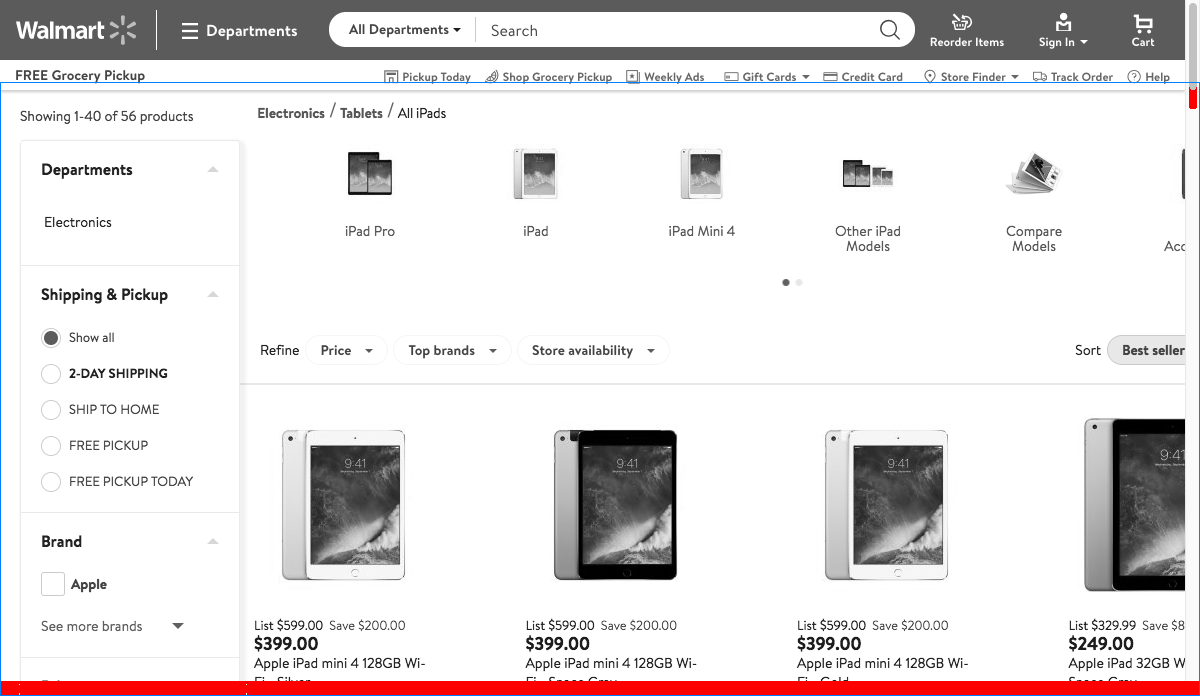 Walmart
Departments
All Departments
Search
Reorder Items
Sign In
Cart
FREE Grocery Pickup
Pickup Today
Shop Grocery Pickup
Weekly Ads
Gift Cards
Credit Card
Store Finder
Track Order
Help
Showing 1-40 of 56 products
Electronics / Tablets / All iPads
Departments
Electronics
iPad Pro
iPad
iPad Mini 4
Other iPad
Models
Compare
Models
Shipping & Pickup
Show all
2-DAY SHIPPING
SHIP TO HOME
FREE PICKUP
FREE PICKUP TODAY
Brand
Apple
See more brands
Refine
Price
Top brands
Store availability
Sort
Best seller
9:41
9:41
9:41
9:41
List $599.00 Save $200.00
$399.00
Apple iPad mini 4 128GB Wi-
List $599.00 Save $200.00
$399.00
Apple iPad mini 4 128GB Wi-
List $599.00 Save $200.00
$399.00
Apple iPad mini 4 128GB Wi-
List $329.99 Save $8
$249.00
Apple iPad 32GB W